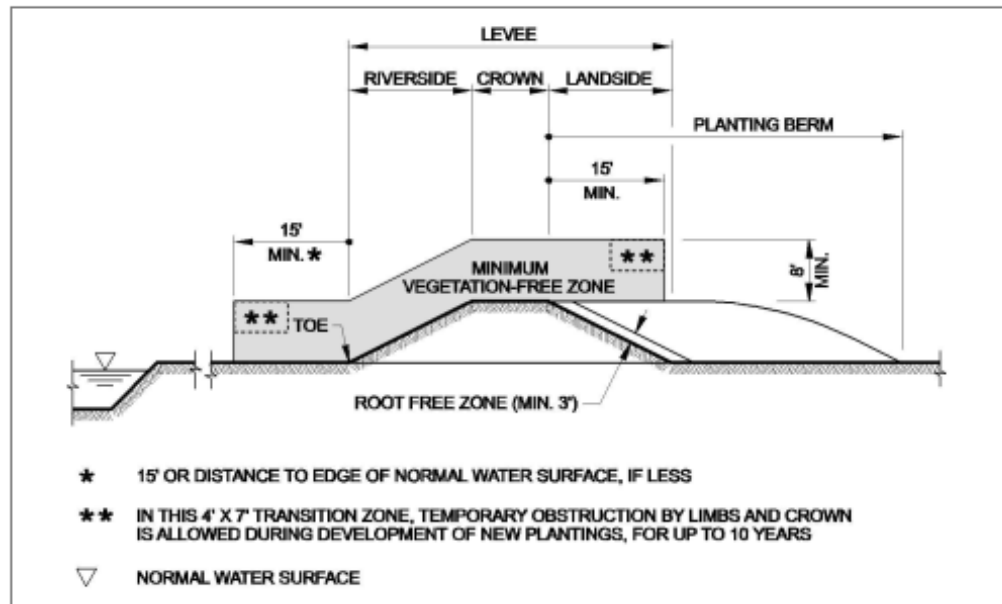 LEVEE
RIVERSIDE CROWN LANDSIDE
PLANTING BERM
15'
MIN.
15'
MIN. *
8'
MIN.
**
MINIMUM
VEGETATION-FREE ZONE
**
TOE
ROOT FREE ZONE (MIN. 3')
* 15' OR DISTANCE TO EDGE OF NORMAL WATER SURFACE, IF LESS
** IN THIS 4' X 7' TRANSITION ZONE, TEMPORARY OBSTRUCTION BY LIMBS AND CROWN
IS ALLOWED DURING DEVELOPMENT OF NEW PLANTINGS, FOR UP TO 10 YEARS
NORMAL WATER SURFACE